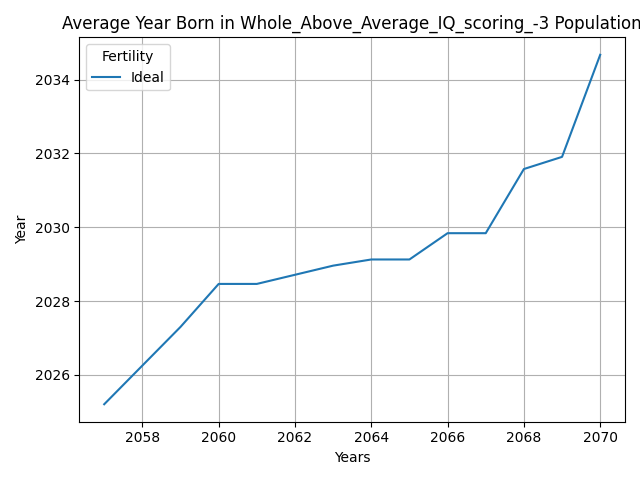 Average Year Born in Whole_Above_Average_IQ_scoring_-3 Population
Fertility
Ideal
2034
2032
2030
2028
2026
Year
2058 2060 2062 2064 2066 2068 2070
Years